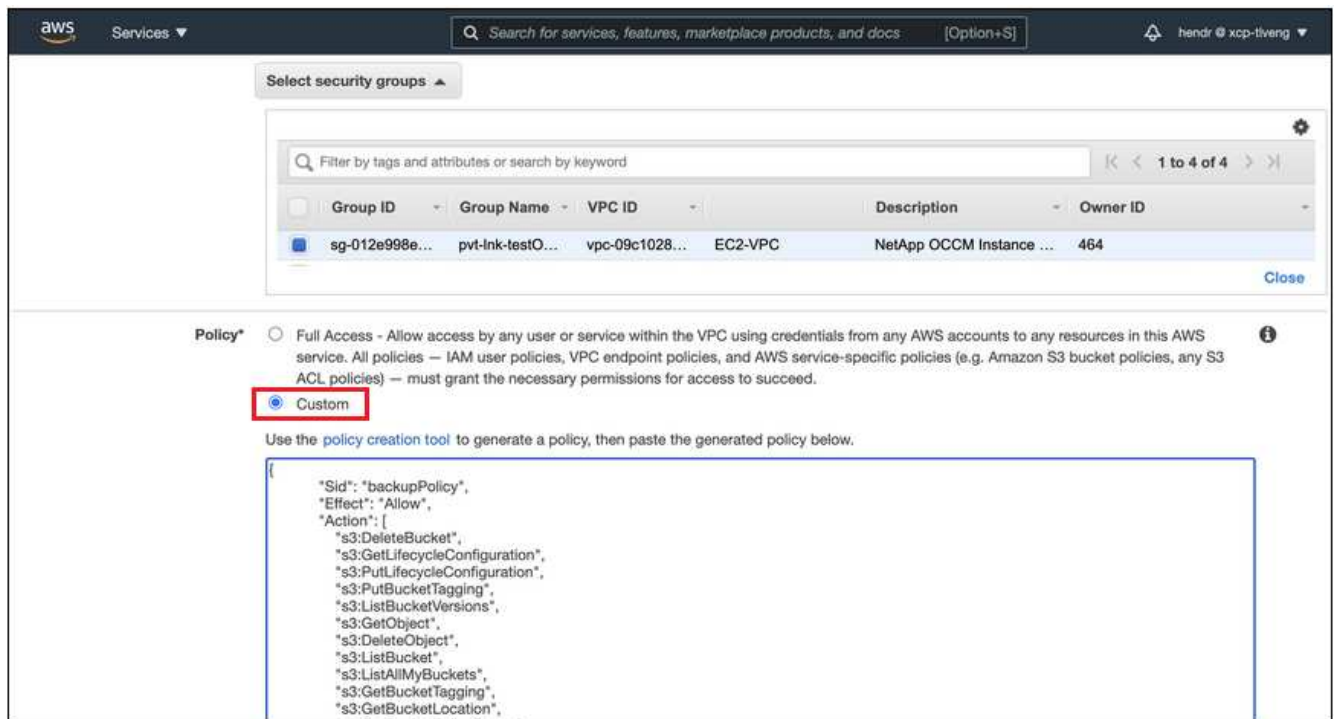 aws Services ▼ Search for services, features, marketplace products, and docs [Option+S] hendr @ xcp-tlveng ▼
Select security groups ▲
Filter by tags and attributes or search by keyword |< < 1 to 4 of 4 > >|
Group ID Group Name VPC ID Description Owner ID
sg-012e998e... pvt-lnk-testO... vpc-09c1028... EC2-VPC NetApp OCCM Instance ... 464
Close
Policy* Full Access - Allow access by any user or service within the VPC using credentials from any AWS accounts to any resources in this AWS
service. All policies — IAM user policies, VPC endpoint policies, and AWS service-specific policies (e.g. Amazon S3 bucket policies, any S3
ACL policies) — must grant the necessary permissions for access to succeed.
Custom
Use the policy creation tool to generate a policy, then paste the generated policy below.
{
"Sid": "backupPolicy",
"Effect": "Allow",
"Action": [
"s3:DeleteBucket",
"s3:GetLifecycleConfiguration",
"s3:PutLifecycleConfiguration",
"s3:PutBucketTagging",
"s3:ListBucketVersions",
"s3:GetObject",
"s3:DeleteObject",
"s3:ListBucket",
"s3:ListAllMyBuckets",
"s3:GetBucketTagging",
"s3:GetBucketLocation",